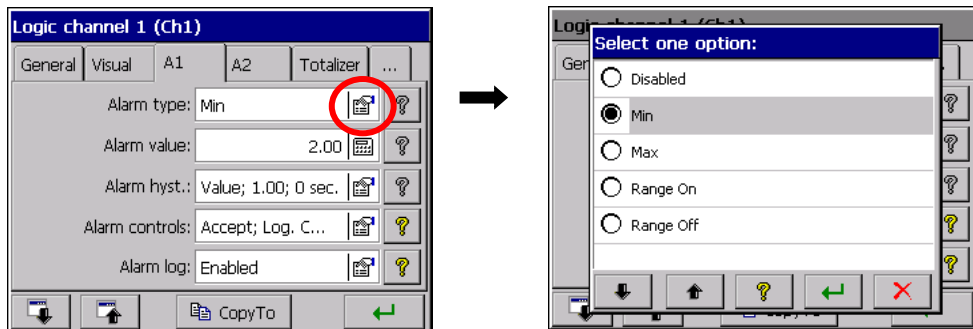 Logic channel 1 (Ch1)
General Visual A1 A2 Totalizer ...
Alarm type: Min ?
Alarm value: 2.00 ?
Alarm hyst.: Value; 1.00; 0 sec. ?
Alarm controls: Accept; Log. C... ?
Alarm log: Enabled ?
CopyTo
Select one option:
Disabled
Min
Max
Range On
Range Off
?